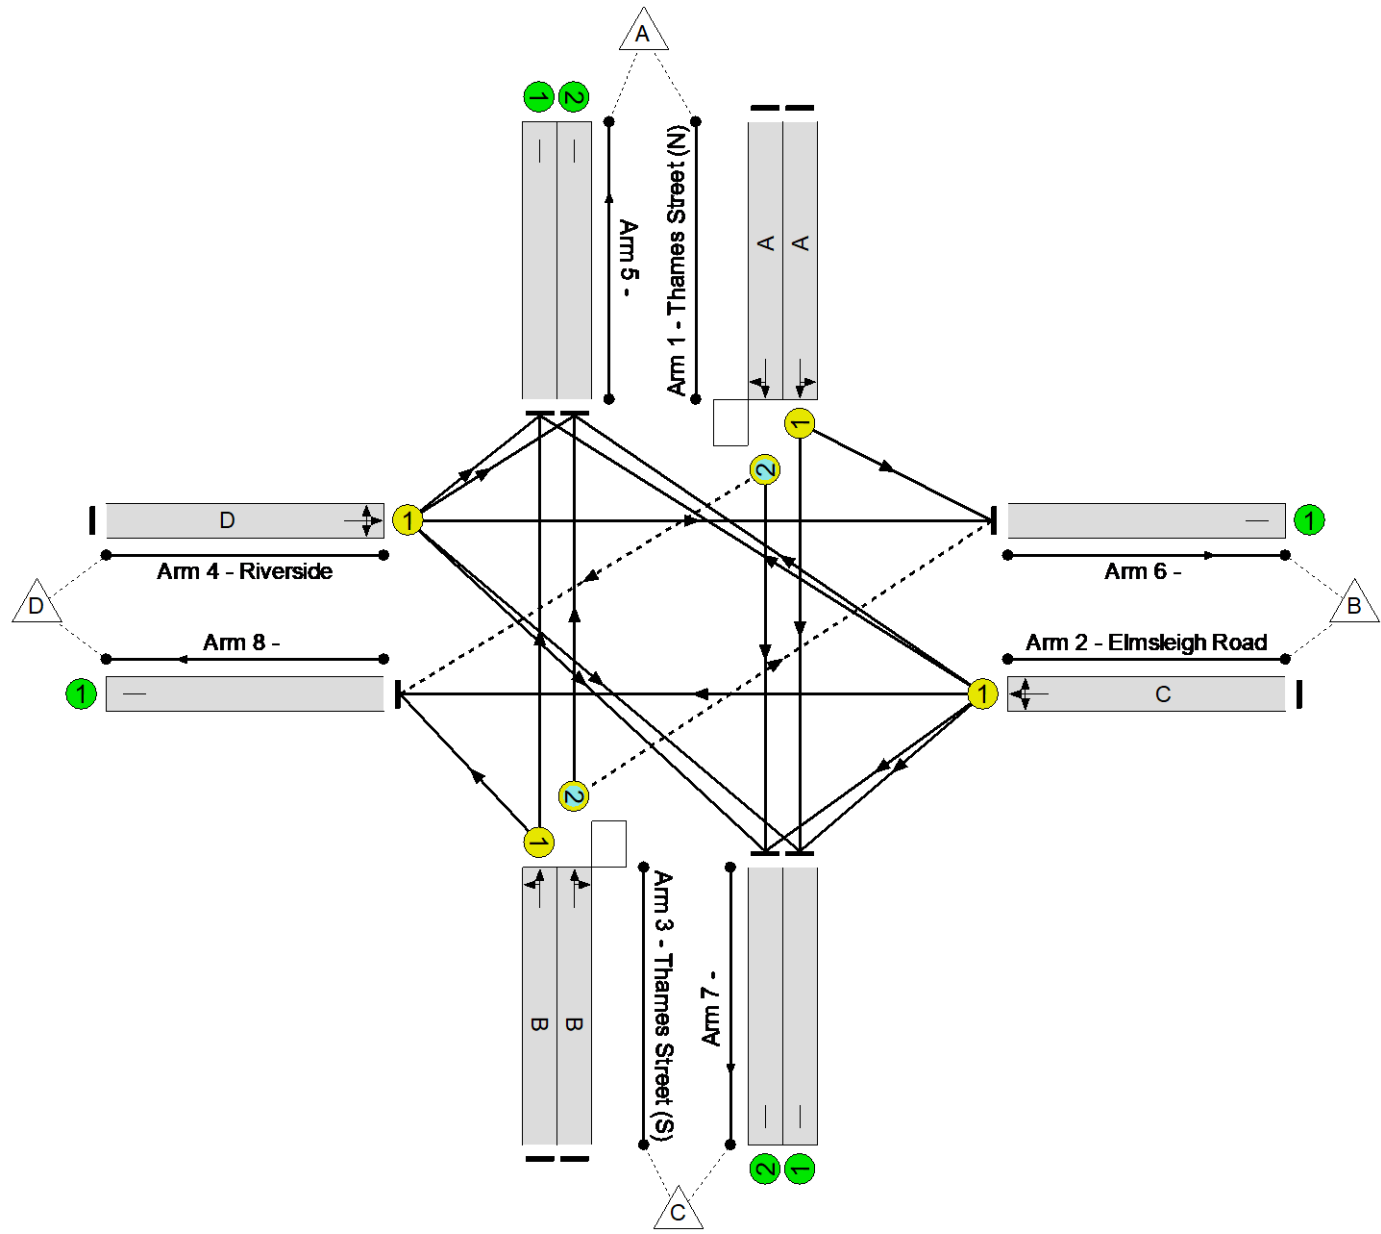 A
1
2
Arm 5 -
Arm 1 - Thames Street (N)
A
A
1
2
D
1
Arm 4 - Riverside
D
Arm 8 -
1
1
Arm 6 -
B
Arm 2 - Elmsleigh Road
1
C
2
1
B
B
Arm 3 - Thames Street (S)
Arm 7 -
2
1
C